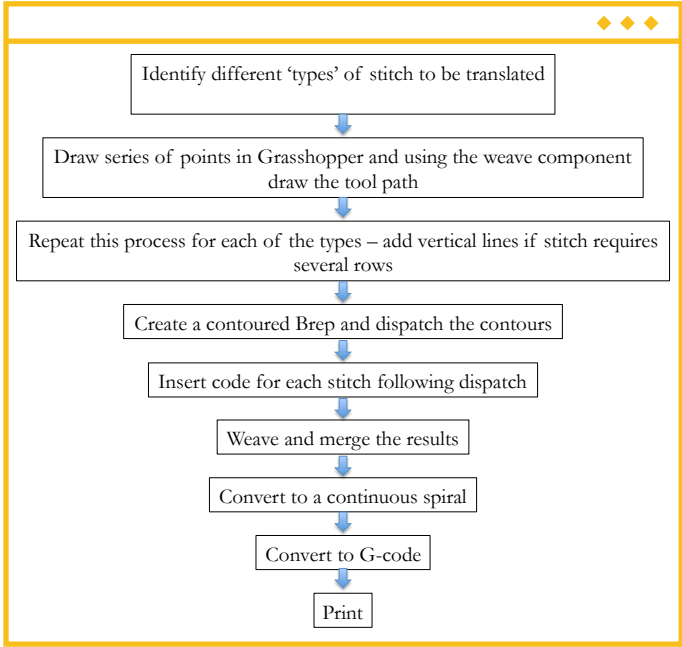 Identify different ‘types’ of stitch to be translated
Draw series of points in Grasshopper and using the weave component
draw the tool path
Repeat this process for each of the types – add vertical lines if stitch requires
several rows
Create a contoured Brep and dispatch the contours
Insert code for each stitch following dispatch
Weave and merge the results
Convert to a continuous spiral
Convert to G-code
Print